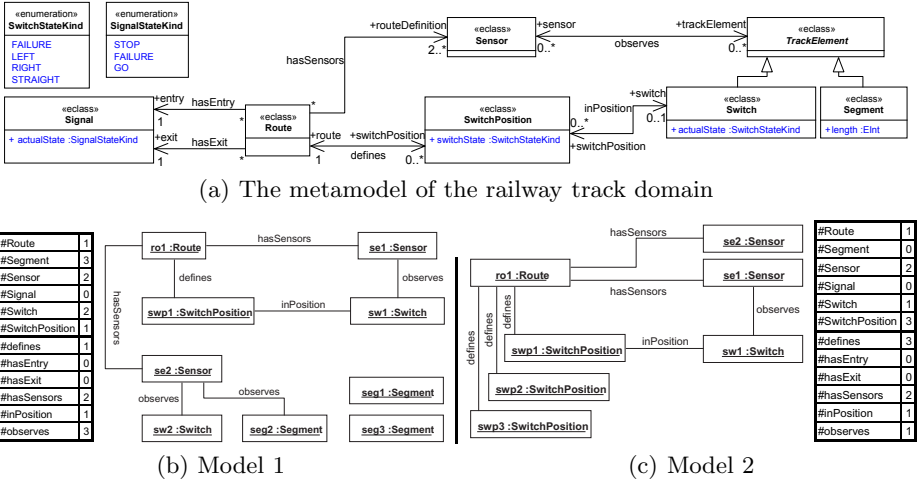 «enumeration»
SwitchStateKind
FAILURE
LEFT
RIGHT
STRAIGHT
«enumeration»
SignalStateKind
STOP
FAILURE
GO
«eclass»
Signal
+ actualState :SignalStateKind
+entry
1
hasEntry
*
+exit
1
hasExit
*
«eclass»
Route
*
hasSensors
+routeDefinition
2..*
«eclass»
Sensor
+sensor
0..*
observes
+trackElement
0..*
«eclass»
TrackElement
+route
1
defines
+switchPosition
0..*
«eclass»
SwitchPosition
+ switchState :SwitchStateKind
0..*
+switchPosition
inPosition
+switch
0..1
«eclass»
Switch
+ actualState :SwitchStateKind
«eclass»
Segment
+ length :EInt
(a) The metamodel of the railway track domain
#Route 1
#Segment 3
#Sensor 2
#Signal 0
#Switch 2
#SwitchPosition 1
#defines 1
#hasEntry 0
#hasExit 0
#hasSensors 2
#inPosition 1
#observes 3
ro1 :Route
hasSensors
se1 :Sensor
defines
observes
hasSensors
swp1 :SwitchPosition
inPosition
sw1 :Switch
se2 :Sensor
observes
observes
seg1 :Segment
sw2 :Switch
seg2 :Segment
seg3 :Segment
(b) Model 1
hasSensors
se2 :Sensor
ro1 :Route
se1 :Sensor
hasSensors
defines
defines
defines
observes
swp1 :SwitchPosition
inPosition
sw1 :Switch
swp2 :SwitchPosition
swp3 :SwitchPosition
#Route 1
#Segment 0
#Sensor 2
#Signal 0
#Switch 1
#SwitchPosition 3
#defines 3
#hasEntry 0
#hasExit 0
#hasSensors 2
#inPosition 1
#observes 1
(c) Model 2